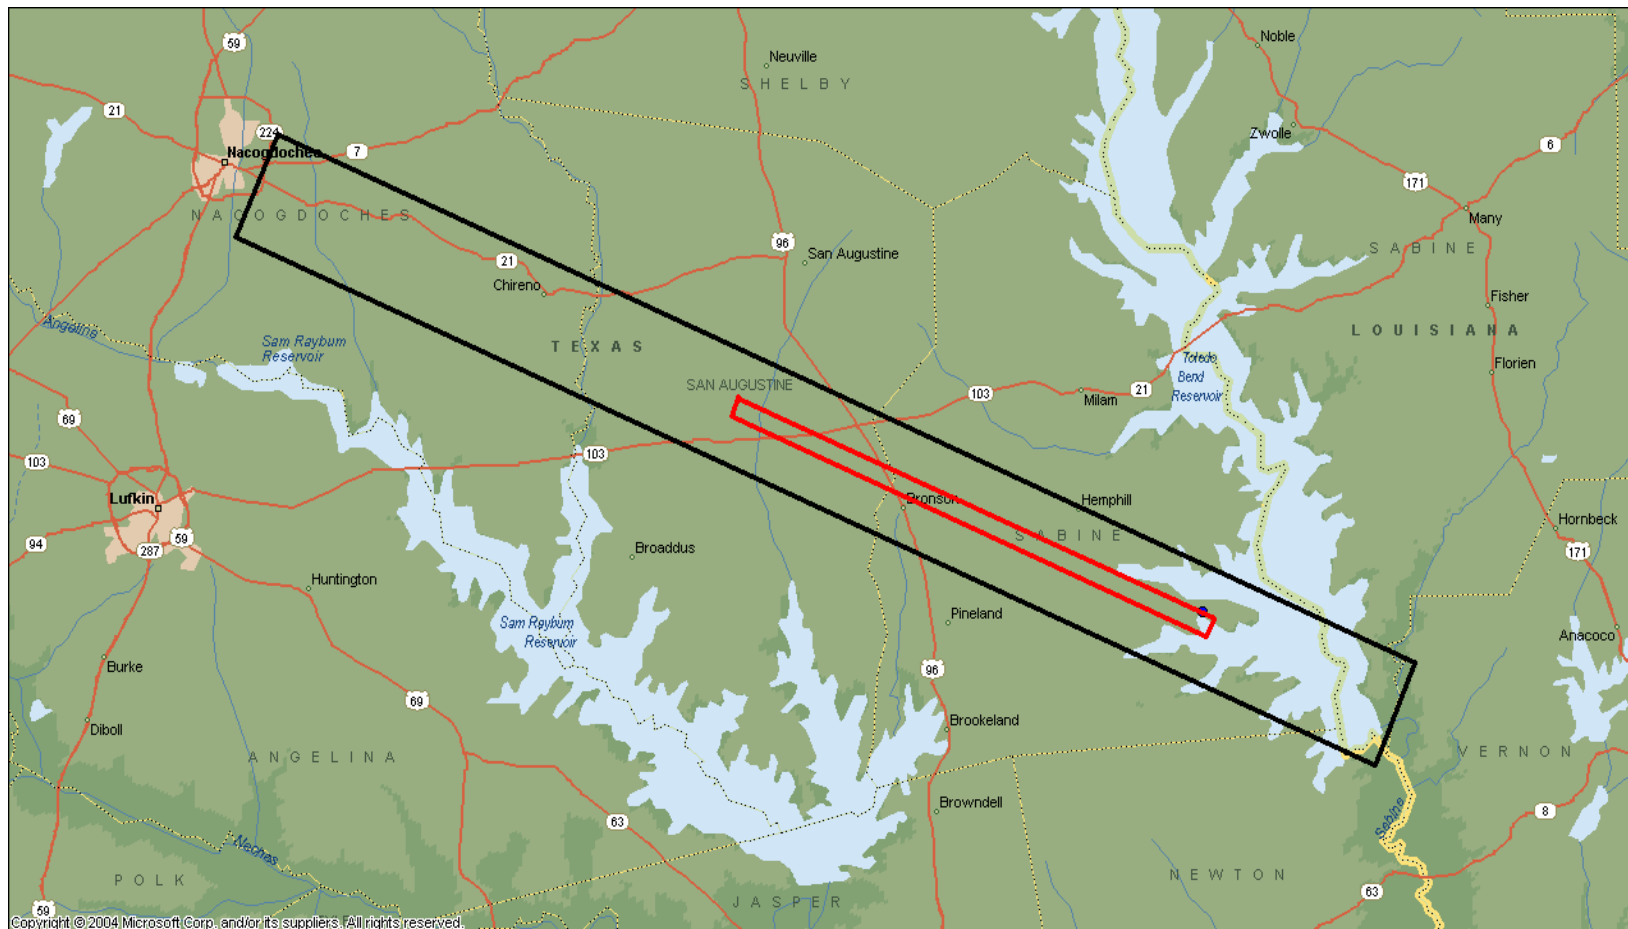 59
Neuville
SHELBY
Noble
21
224
Nacogdoches
7
Zwolle
6
171
Many
NACOGDOCHES
96
San Augustine
SABINE
21
Chireno
Fisher
Angelina
Sam Rayburn
Reservoir
TEXAS
LOUISIANA
Toledo
Bend
Reservoir
Florien
SAN AUGUSTINE
103
21
Milam
69
103
103
Lufkin
Bronson
Hemphill
SABINE
Hornbeck
94
59
287
171
Broaddus
Huntington
Sam Rayburn
Reservoir
Pineland
Anacoco
Burke
96
69
Diboll
Brookeland
ANGELINA
VERNON
Browndell
Sabine
8
63
Neches
POLK
NEWTON
63
JASPER
59
Copyright © 2004 Microsoft Corp. and/or its suppliers. All rights reserved.